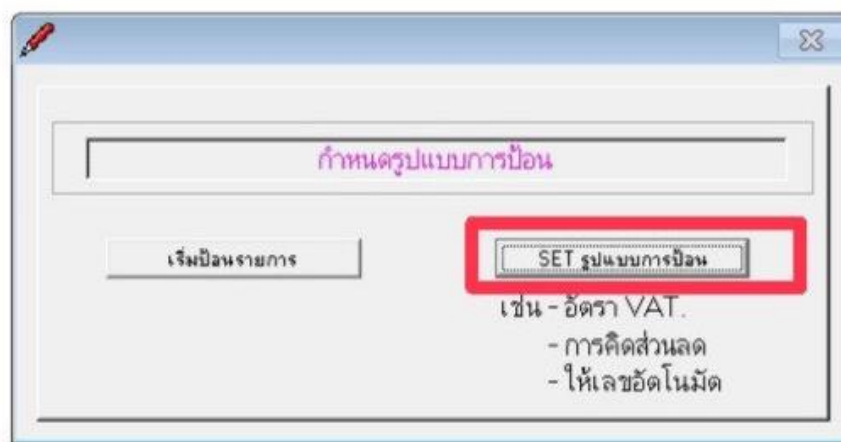 กำหนดรูปแบบการป้อน
เริ่มป้อนรายการ
SET รูปแบบการป้อน
เช่น - อัตรา VAT.
- การคิดส่วนลด
- ให้เลขอัตโนมัติ